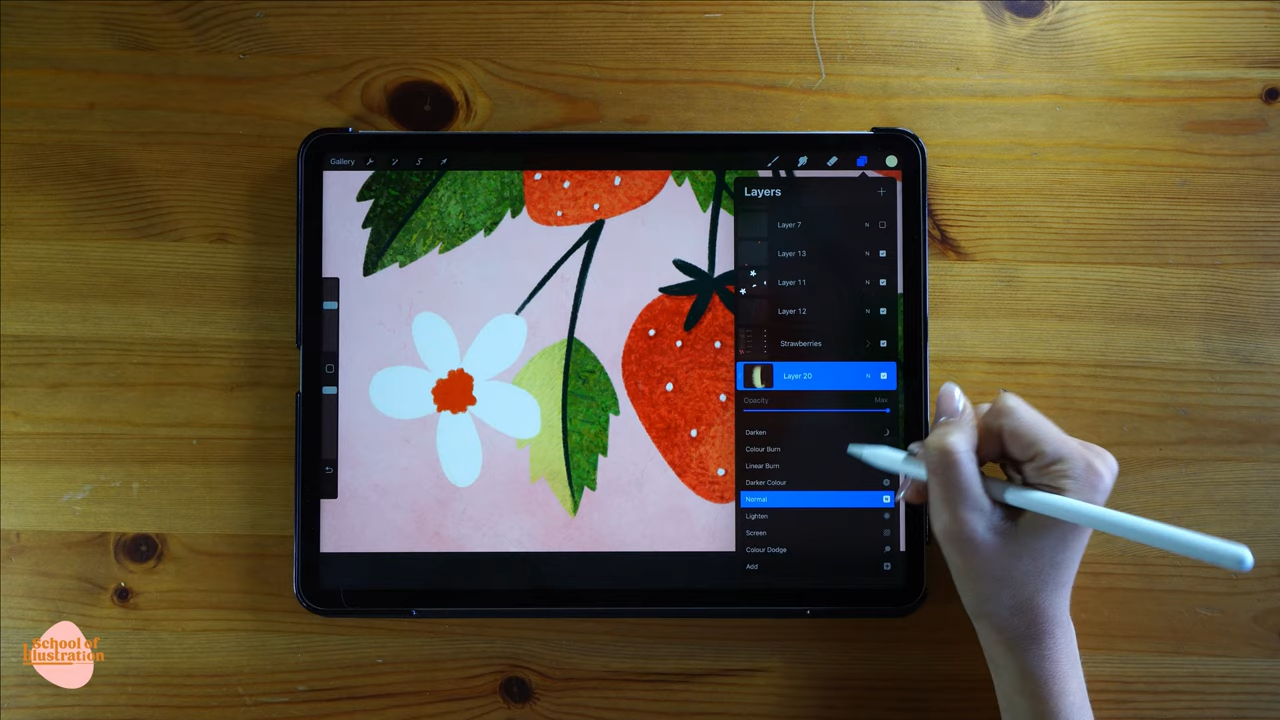 Gallery
Layers
Layer 7 N
Layer 13 N
Layer 11 N
Layer 12 N
Strawberries
Layer 20 N
Opacity Max
Darken
Colour Burn
Linear Burn
Darker Colour
Normal N
Lighten
Screen
Colour Dodge
Add
School of
Illustration